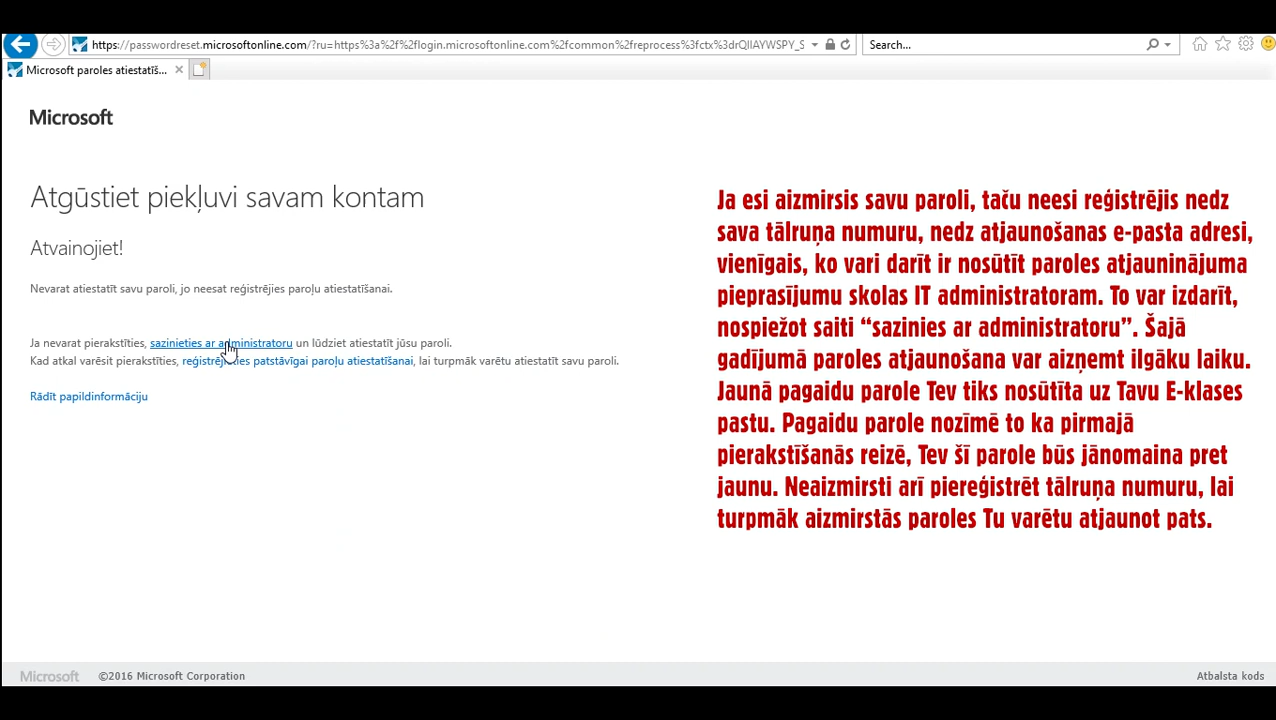 https://passwordreset.microsoftonline.com/?ru=https%3a%2f%2flogin.microsoftonline.com%2fcommon%2freprocess%3fctx%3drQIIAYWSPY_S
Search...
Microsoft paroles atiestatīš...
Microsoft
Atgūstiet piekļuvi savam kontam
Atvainojiet!
Nevarat atiestatīt savu paroli, jo neesat reģistrējies paroļu atiestatīšanai.
Ja nevarat pierakstīties, sazinieties ar administratoru un lūdziet atiestatīt jūsu paroli.
Kad atkal varēsit pierakstīties, reģistrējieties patstāvīgai paroļu atiestatīšanai, lai turpmāk varētu atiestatīt savu paroli.
Rādīt papildinformāciju
Ja esi aizmirsis savu paroli, taču neesi reģistrējis nedz
sava tālruņa numuru, nedz atjaunošanas e-pasta adresi,
vienīgais, ko vari darīt ir nosūtīt paroles atjauninājuma
pieprasījumu skolas IT administratoram. To var izdarīt,
nospiežot saiti “sazinies ar administratoru”. Šajā
gadījumā paroles atjaunošana var aizņemt ilgāku laiku.
Jaunā pagaidu parole Tev tiks nosūtīta uz Tavu E-klases
pastu. Pagaidu parole nozīmē to ka pirmajā
pierakstīšanās reizē, Tev šī parole būs jānomaina pret
jaunu. Neaizmirsti arī piereģistrēt tālruņa numuru, lai
turpmāk aizmirstās paroles Tu varētu atjaunot pats.
Microsoft ©2016 Microsoft Corporation
Atbalsta kods